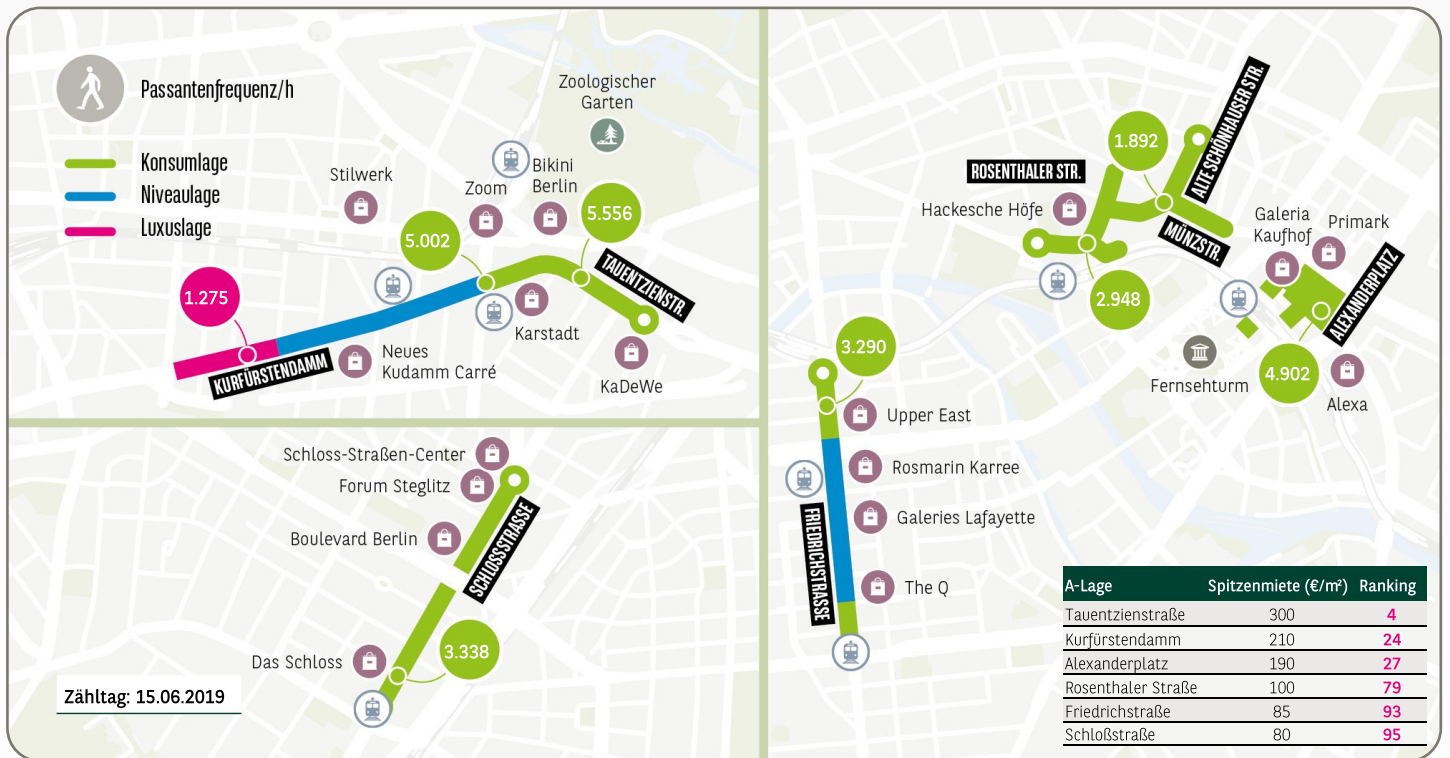 Passantenfrequenz/h
Konsumlage
Niveaulage
Luxuslage
Stilwerk
Zoom
Bikini
Berlin
Zoologischer
Garten
5.002
5.556
1.275
TAUENTZIENSTR.
KURFÜRSTENDAMM
Neues
Kudamm Carré
Karstadt
KaDeWe
Schloss-Straßen-Center
Forum Steglitz
Boulevard Berlin
SCHLOSSSTRASSE
Das Schloss
3.338
Zähltag: 15.06.2019
ROSENTHALER STR.
1.892
ALTE SCHÖNHAUSER STR.
Hackesche Höfe
MÜNZSTR.
2.948
Galeria
Kaufhof
Primark
ALEXANDERPLATZ
Fernsehturm
4.902
Alexa
3.290
Upper East
Rosmarin Karree
Galeries Lafayette
FRIEDRICHSTRASSE
The Q
A-Lage Spitzenmiete (€/m²) Ranking
Tauentzienstraße 300 4
Kurfürstendamm 210 24
Alexanderplatz 190 27
Rosenthaler Straße 100 79
Friedrichstraße 85 93
Schloßstraße 80 95